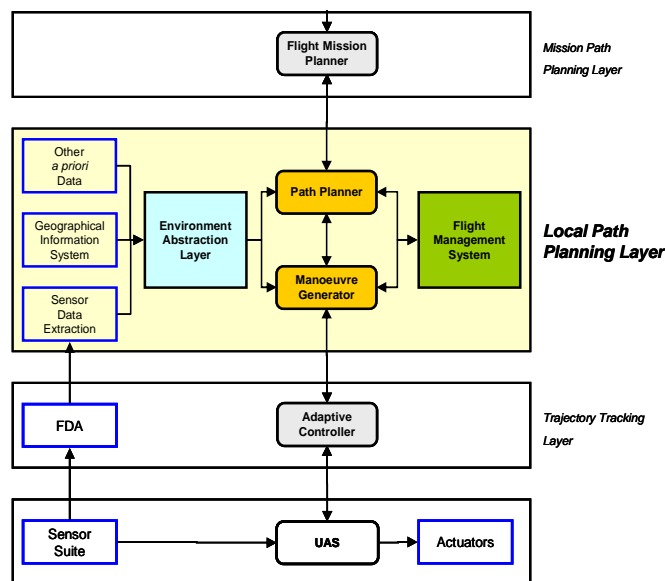 Flight Mission
Planner
Mission Path
Planning Layer
Other
a priori
Data
Geographical
Information
System
Sensor
Data
Extraction
Environment
Abstraction
Layer
Path Planner
Manoeuvre
Generator
Flight
Management
System
Local Path
Planning Layer
FDA
Adaptive
Controller
Trajectory Tracking
Layer
Sensor
Suite
UAS
Actuators